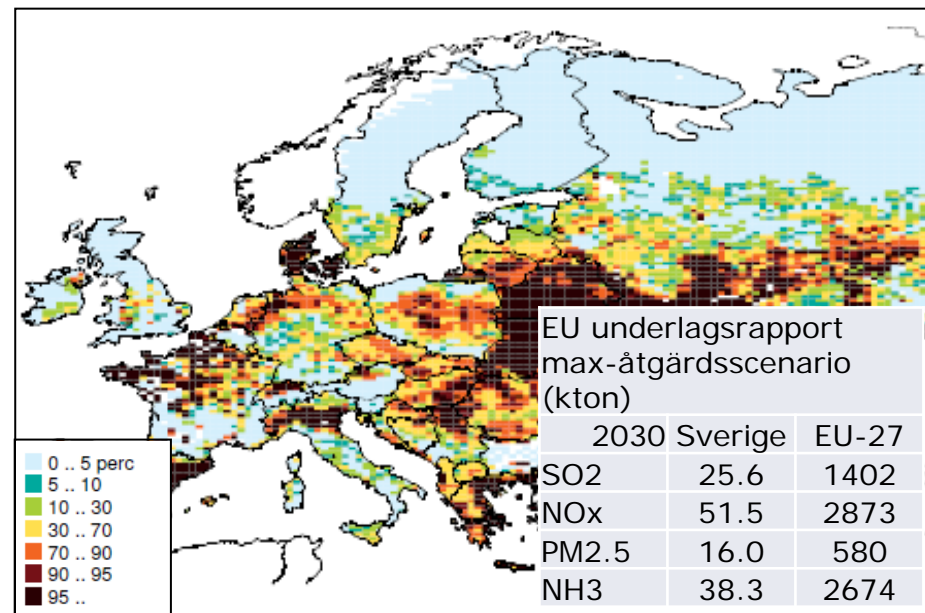 EU underlagsrapport
max-åtgärdsscenario
(kton)
2030 Sverige EU-27
SO2 25.6 1402
NOx 51.5 2873
PM2.5 16.0 580
NH3 38.3 2674
0 .. 5 perc
5 .. 10
10 .. 30
30 .. 70
70 .. 90
90 .. 95
95 ..